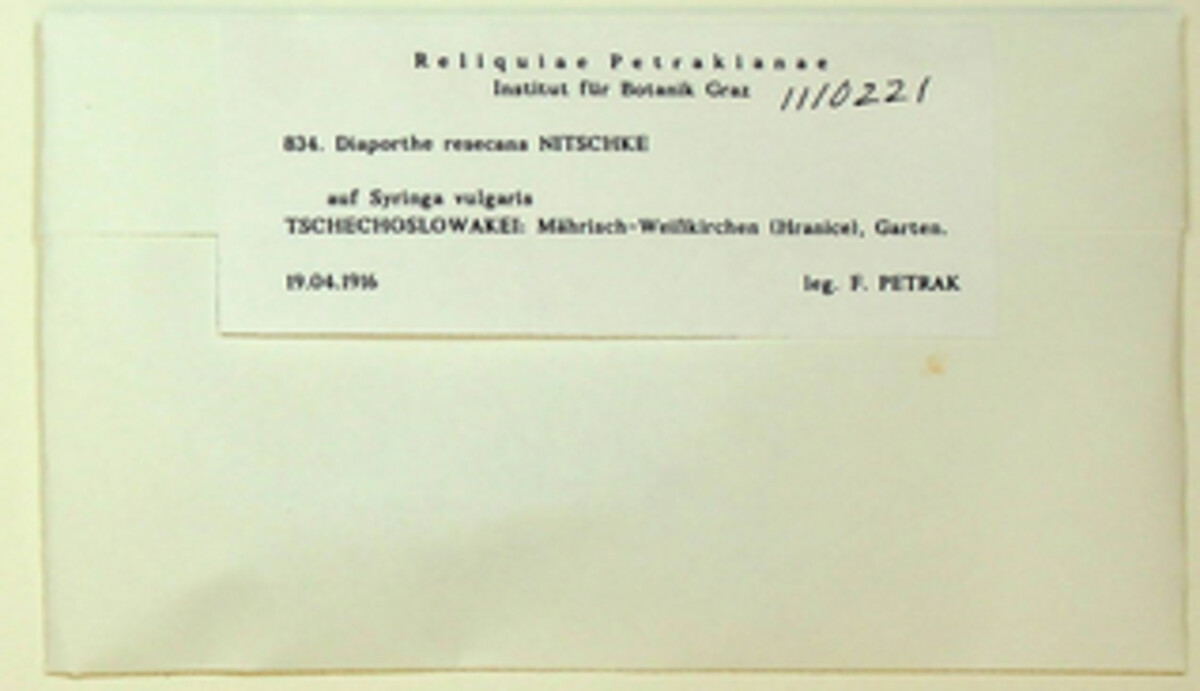 Reliquiae Petrakianae
Institut für Botanik Graz 1110221
834. Diaporthe resecans NITSCHKE
auf Syringa vulgaris
TSCHECHOSLOWAKEI: Mährisch-Weißkirchen (Hranice), Garten.
19.04.1916 leg. F. PETRAK